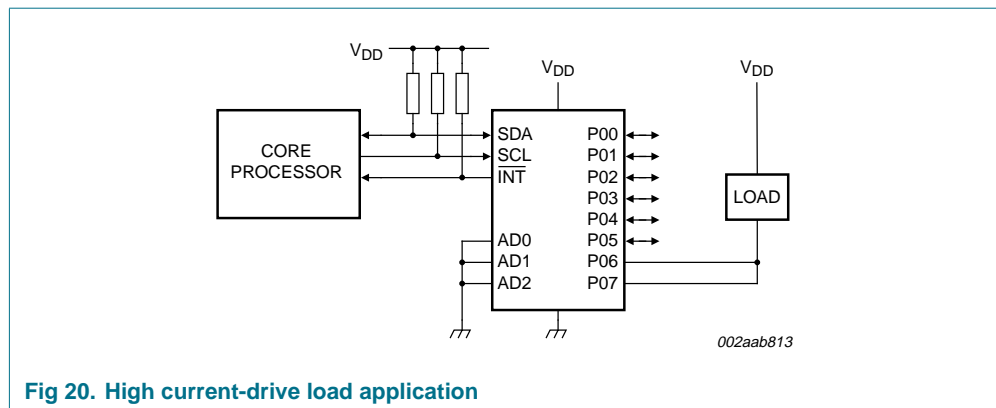 VDD
VDD
VDD
CORE
PROCESSOR
SDA
SCL
INT
AD0
AD1
AD2
P00
P01
P02
P03
P04
P05
P06
P07
LOAD
002aab813
Fig 20. High current-drive load application